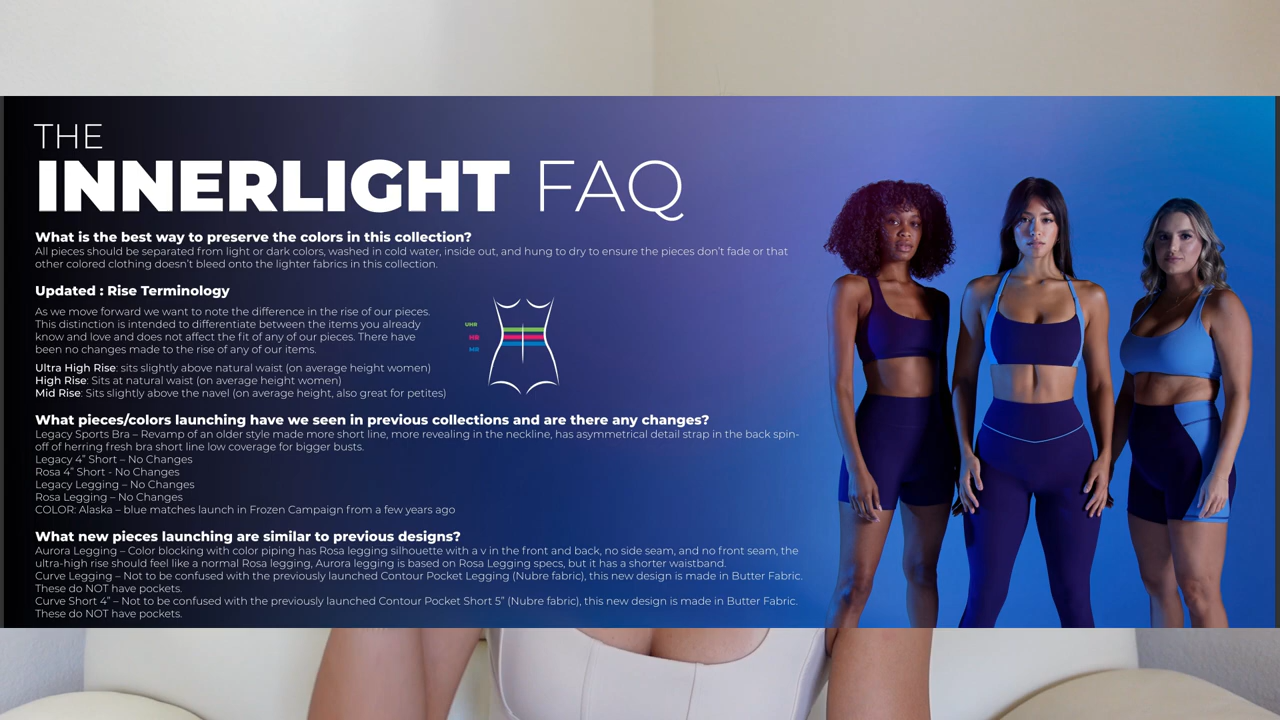 THE
INNERLIGHT FAQ
What is the best way to preserve the colors in this collection?
All pieces should be separated from light or dark colors, washed in cold water, inside out, and hung to dry to ensure the pieces don't fade or that
other colored clothing doesn't bleed onto the lighter fabrics in this collection.
Updated : Rise Terminology
As we move forward we want to note the difference in the rise of our pieces.
This distinction is intended to differentiate between the items you already
know and love and does not affect the fit of any of our pieces. There have
been no changes made to the rise of any of our items.
UHR
HR
MR
Ultra High Rise: sits slightly above natural waist (on average height women)
High Rise: Sits at natural waist (on average height women)
Mid Rise: Sits slightly above the navel (on average height, also great for petites)
What pieces/colors launching have we seen in previous collections and are there any changes?
Legacy Sports Bra – Revamp of an older style made more short line, more revealing in the neckline, has asymmetrical detail strap in the back spin-
off of herring fresh bra short line low coverage for bigger busts.
Legacy 4" Short – No Changes
Rosa 4" Short - No Changes
Legacy Legging – No Changes
Rosa Legging – No Changes
COLOR: Alaska – blue matches launch in Frozen Campaign from a few years ago
What new pieces launching are similar to previous designs?
Aurora Legging – Color blocking with color piping has Rosa legging silhouette with a v in the front and back, no side seam, and no front seam, the
ultra-high rise should feel like a normal Rosa legging, Aurora legging is based on Rosa Legging specs, but it has a shorter waistband.
Curve Legging – Not to be confused with the previously launched Contour Pocket Legging (Nubre fabric), this new design is made in Butter Fabric.
These do NOT have pockets.
Curve Short 4" – Not to be confused with the previously launched Contour Pocket Short 5" (Nubre fabric), this new design is made in Butter Fabric.
These do NOT have pockets.